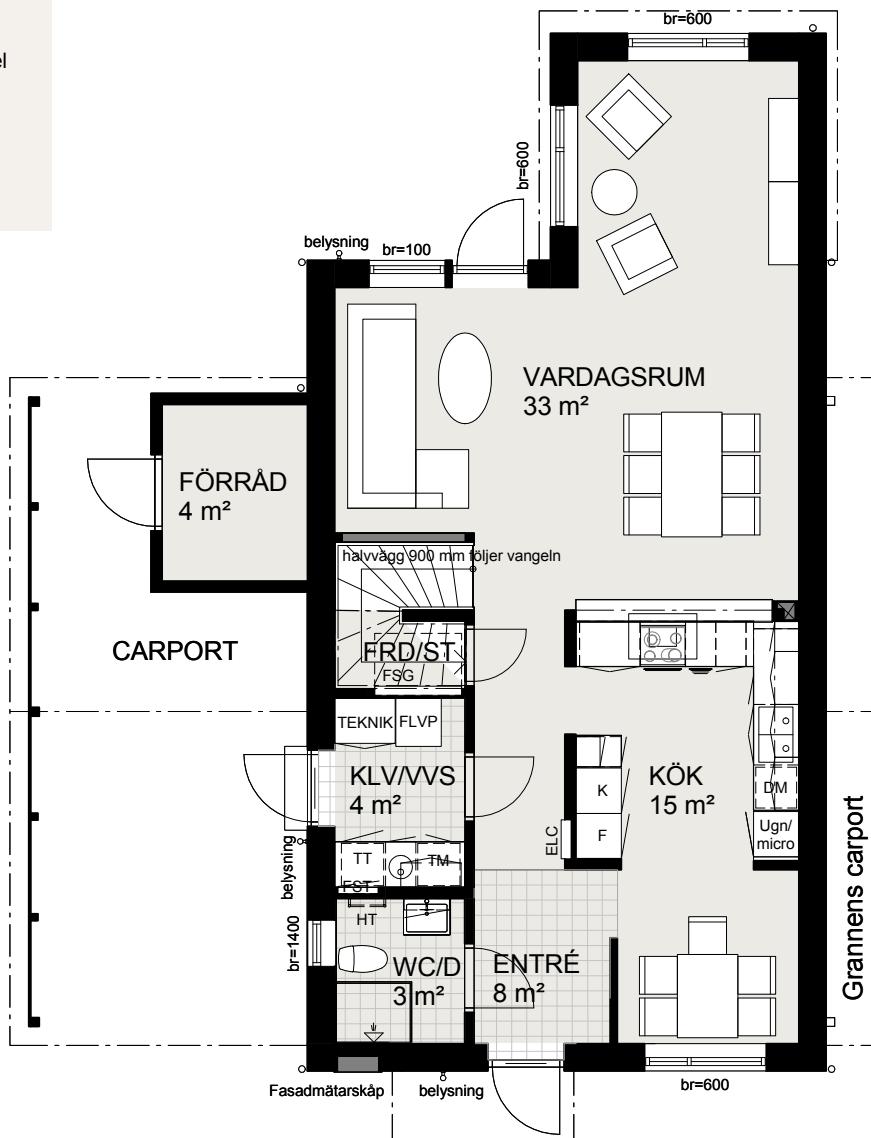 el
br=600
br=600
belysning
br=100
VARDAGSRUM
33 m²
FÖRRÅD
4 m²
halvvägg 900 mm följer vangeln
CARPORT
FRD/ST
FSG
TEKNIK
FLVP
KLV/VVS
4 m²
KÖK
15 m²
K
F
DM
Ugn/
micro
ELC
Grannens carport
belysning
TT
TM
FST
HT
br=1400
WC/D
3 m²
ENTRÉ
8 m²
Fasadmätarskåp
belysning
br=600